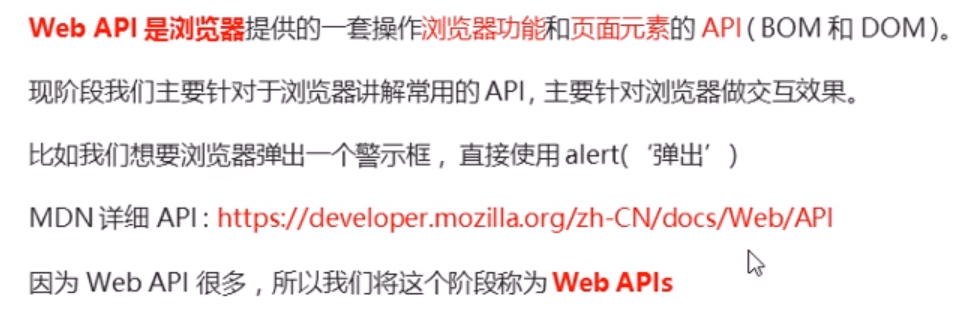 Web API 是浏览器提供的一套操作浏览器功能和页面元素的 API ( BOM 和 DOM )。
现阶段我们主要针对于浏览器讲解常用的 API , 主要针对浏览器做交互效果。
比如我们想要浏览器弹出一个警示框， 直接使用 alert(‘弹出’)
MDN 详细 API : https://developer.mozilla.org/zh-CN/docs/Web/API
因为 Web API 很多，所以我们将这个阶段称为 Web APIs